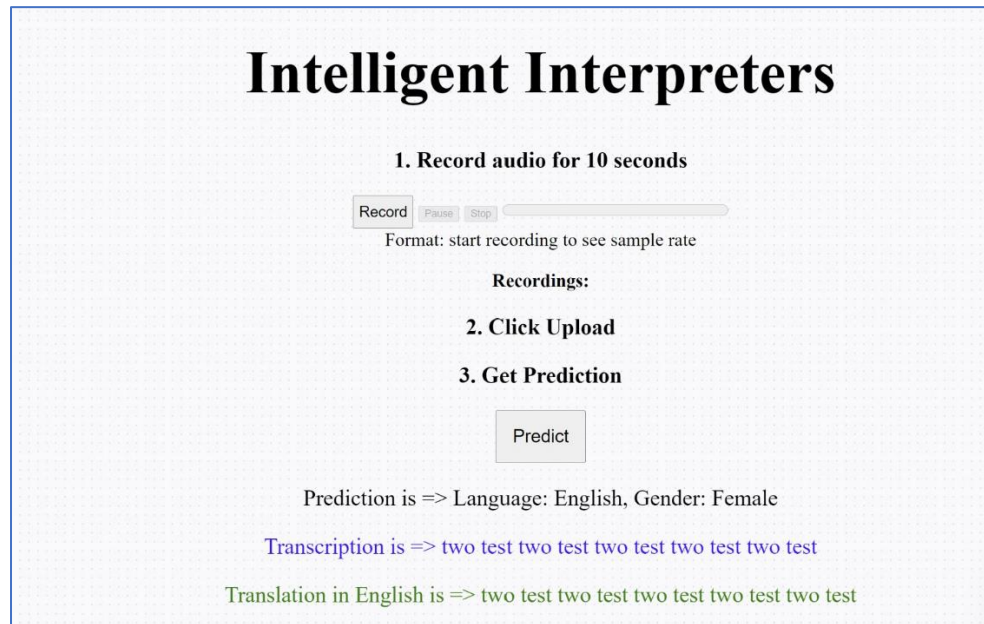 Intelligent Interpreters
1. Record audio for 10 seconds
Record Pause Stop
Format: start recording to see sample rate
Recordings:
2. Click Upload
3. Get Prediction
Predict
Prediction is => Language: English, Gender: Female
Transcription is => two test two test two test two test two test
Translation in English is => two test two test two test two test two test